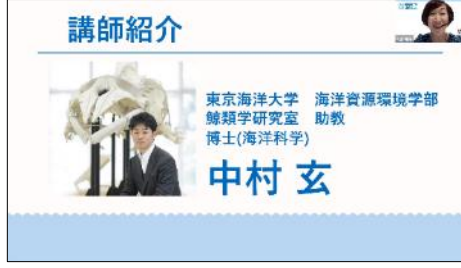 講師紹介
東京海洋大学　海洋資源環境学部
鯨類学研究室　助教
博士(海洋科学)
中村 玄